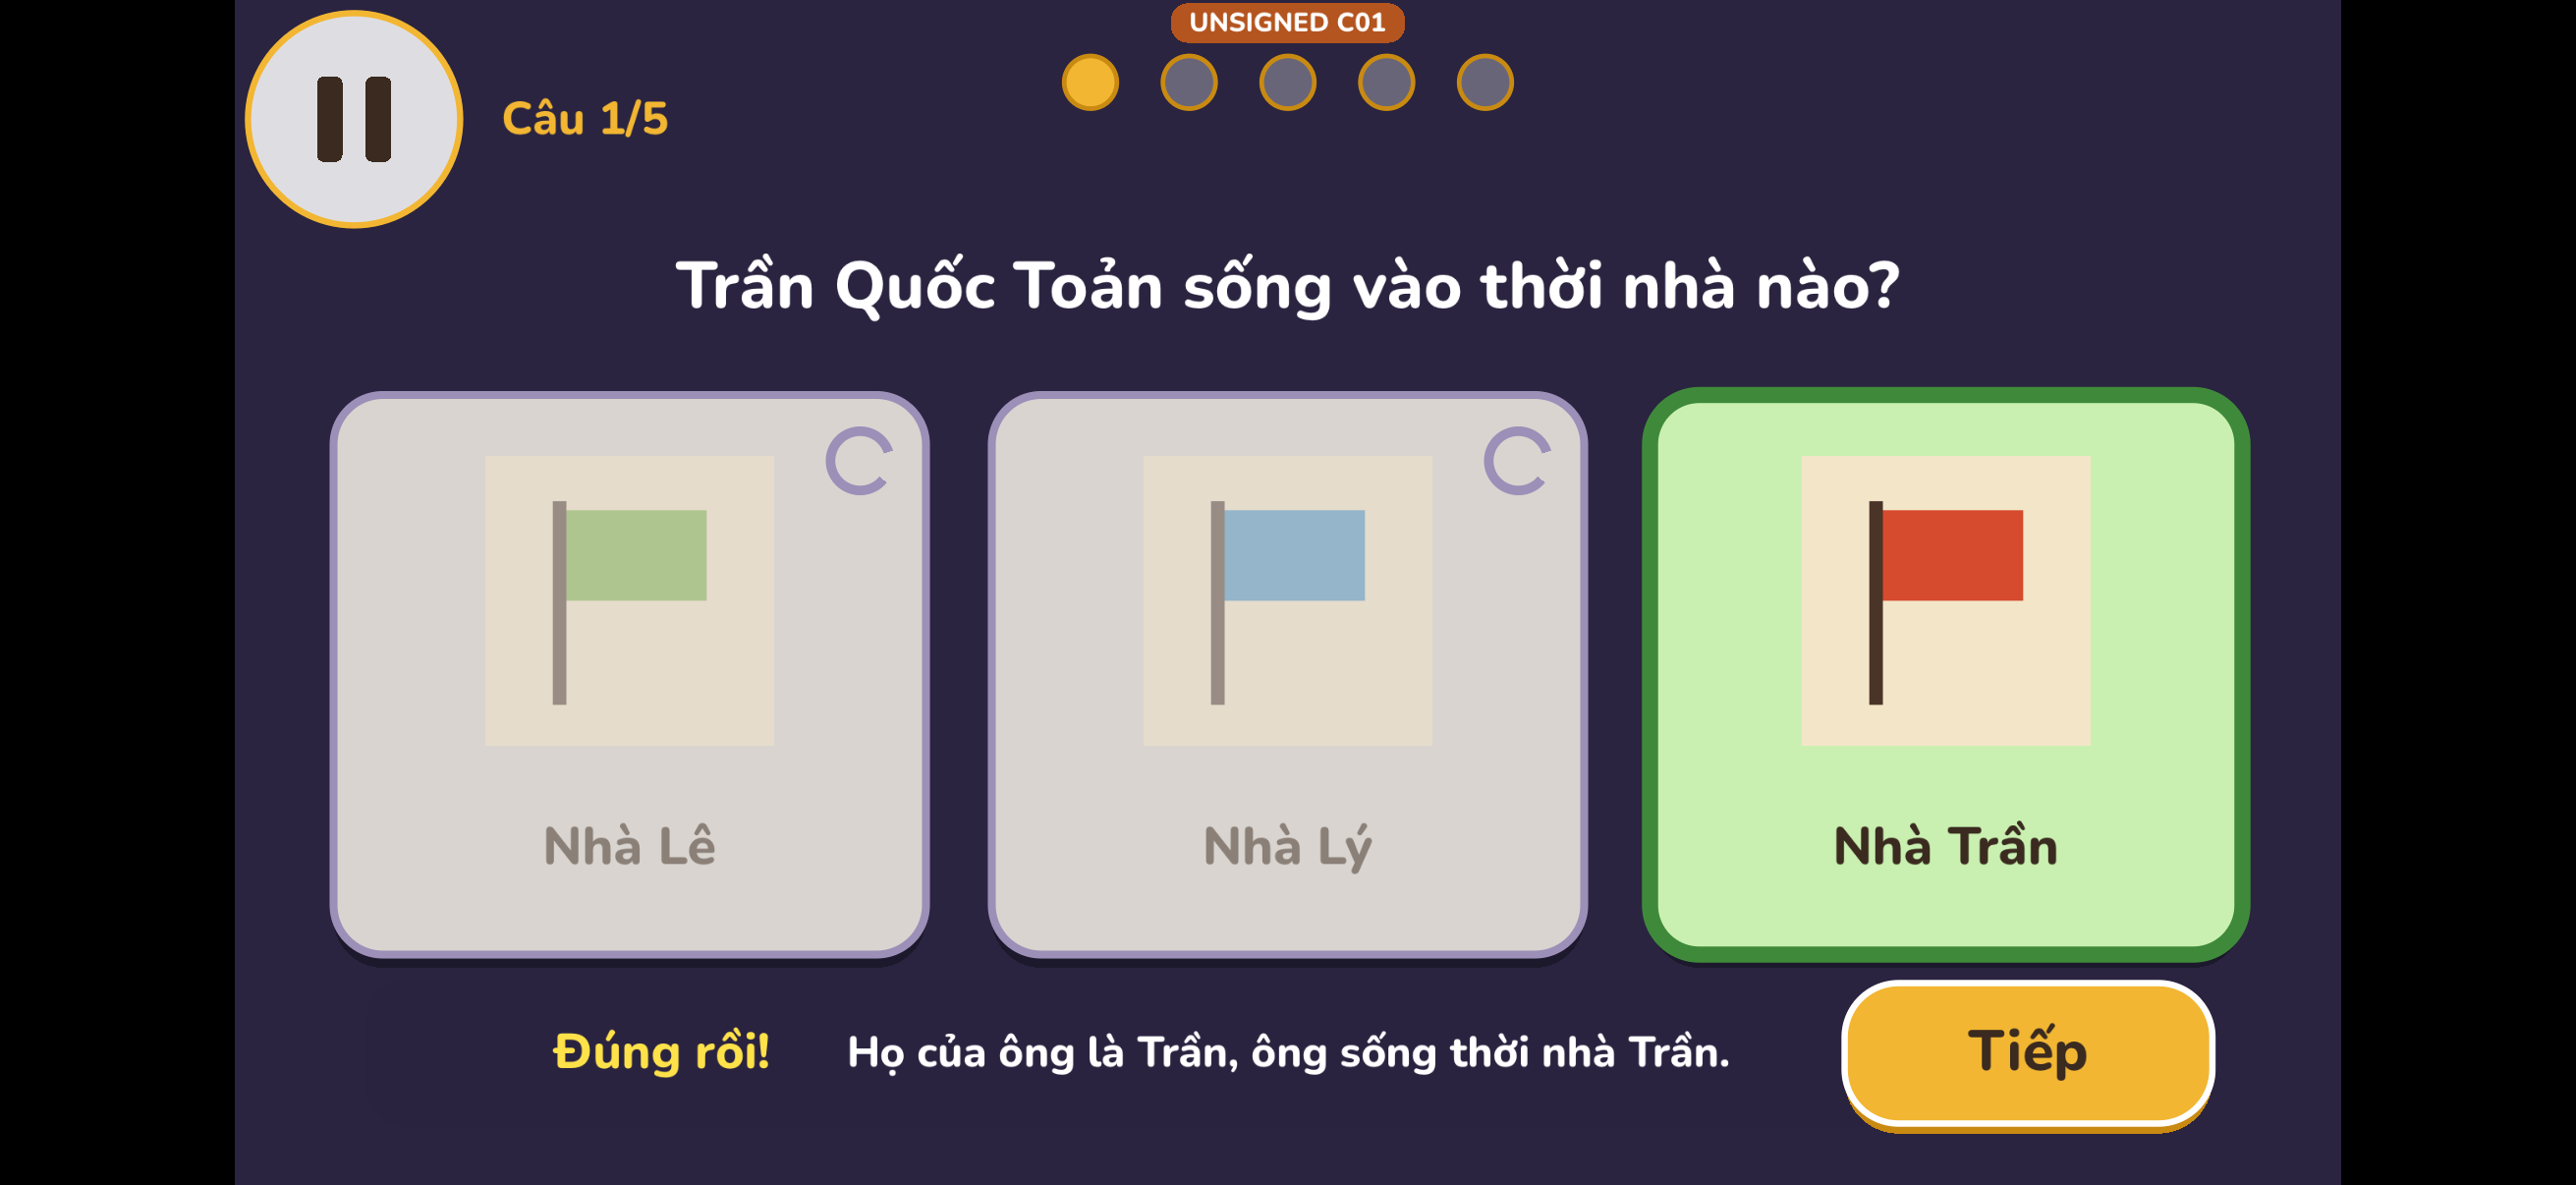 UNSIGNED C01
Câu 1/5
Trần Quốc Toản sống vào thời nhà nào?
Nhà Lê
Nhà Lý
Nhà Trần
Đúng rồi!
Họ của ông là Trần, ông sống thời nhà Trần.
Tiếp